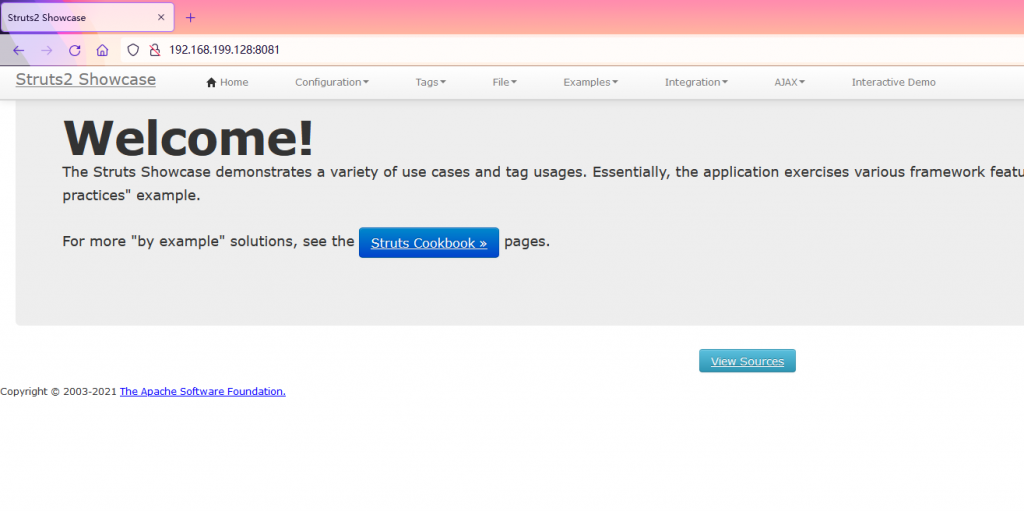 Struts2 Showcase
192.168.199.128:8081
Struts2 Showcase Home Configuration Tags File Examples Integration AJAX Interactive Demo
Welcome!
The Struts Showcase demonstrates a variety of use cases and tag usages. Essentially, the application exercises various framework
practices" example.
For more "by example" solutions, see the Struts Cookbook » pages.
View Sources
Copyright © 2003-2021 The Apache Software Foundation.